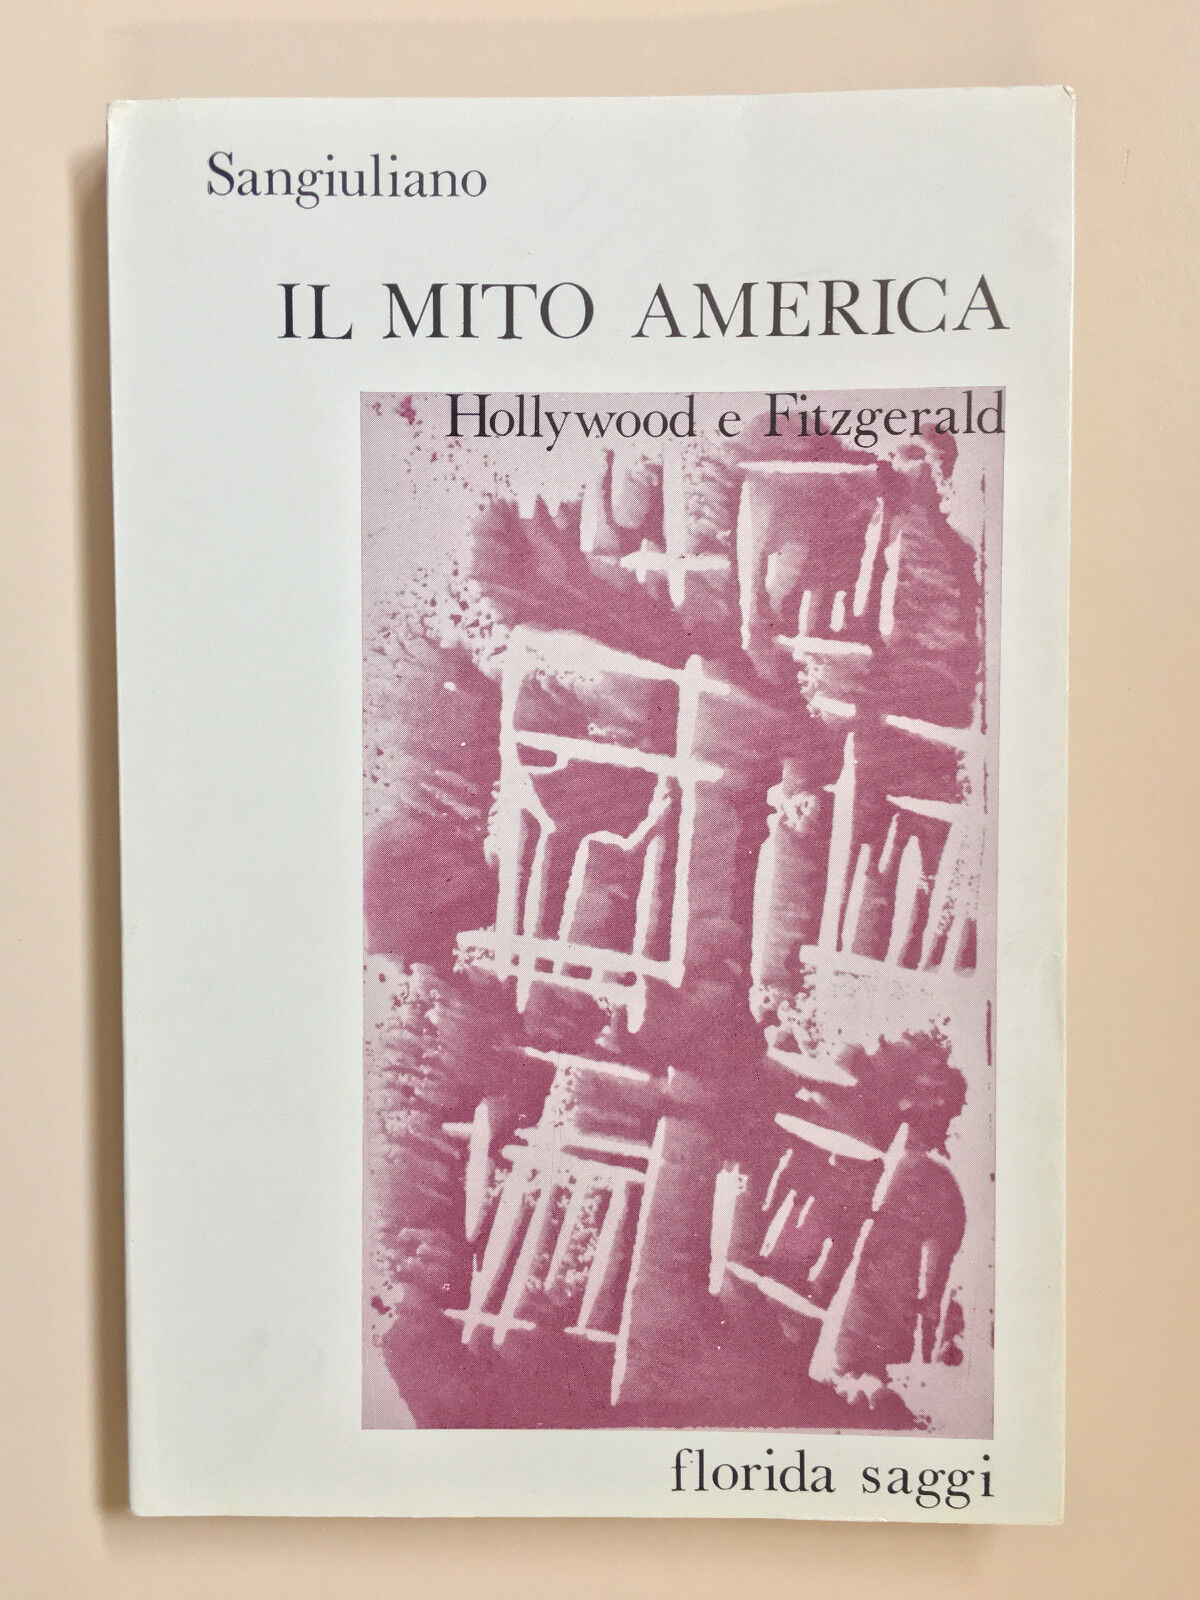 Sangiuliano
IL MITO AMERICA
Hollywood e Fitzgerald
florida saggi